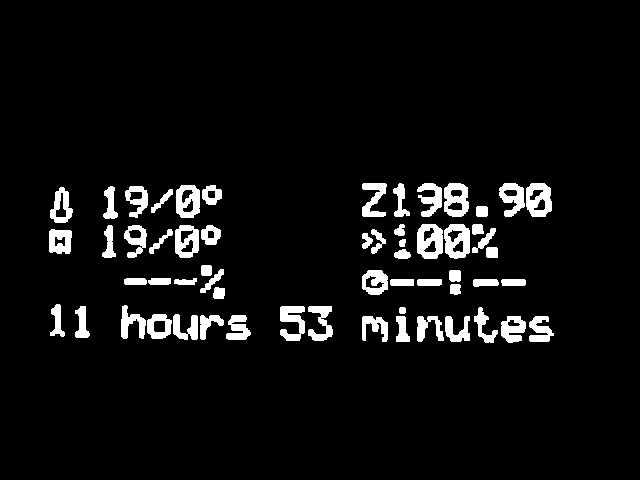 19/0° Z198.90
19/0° »100%
---% --:--
11 hours 53 minutes